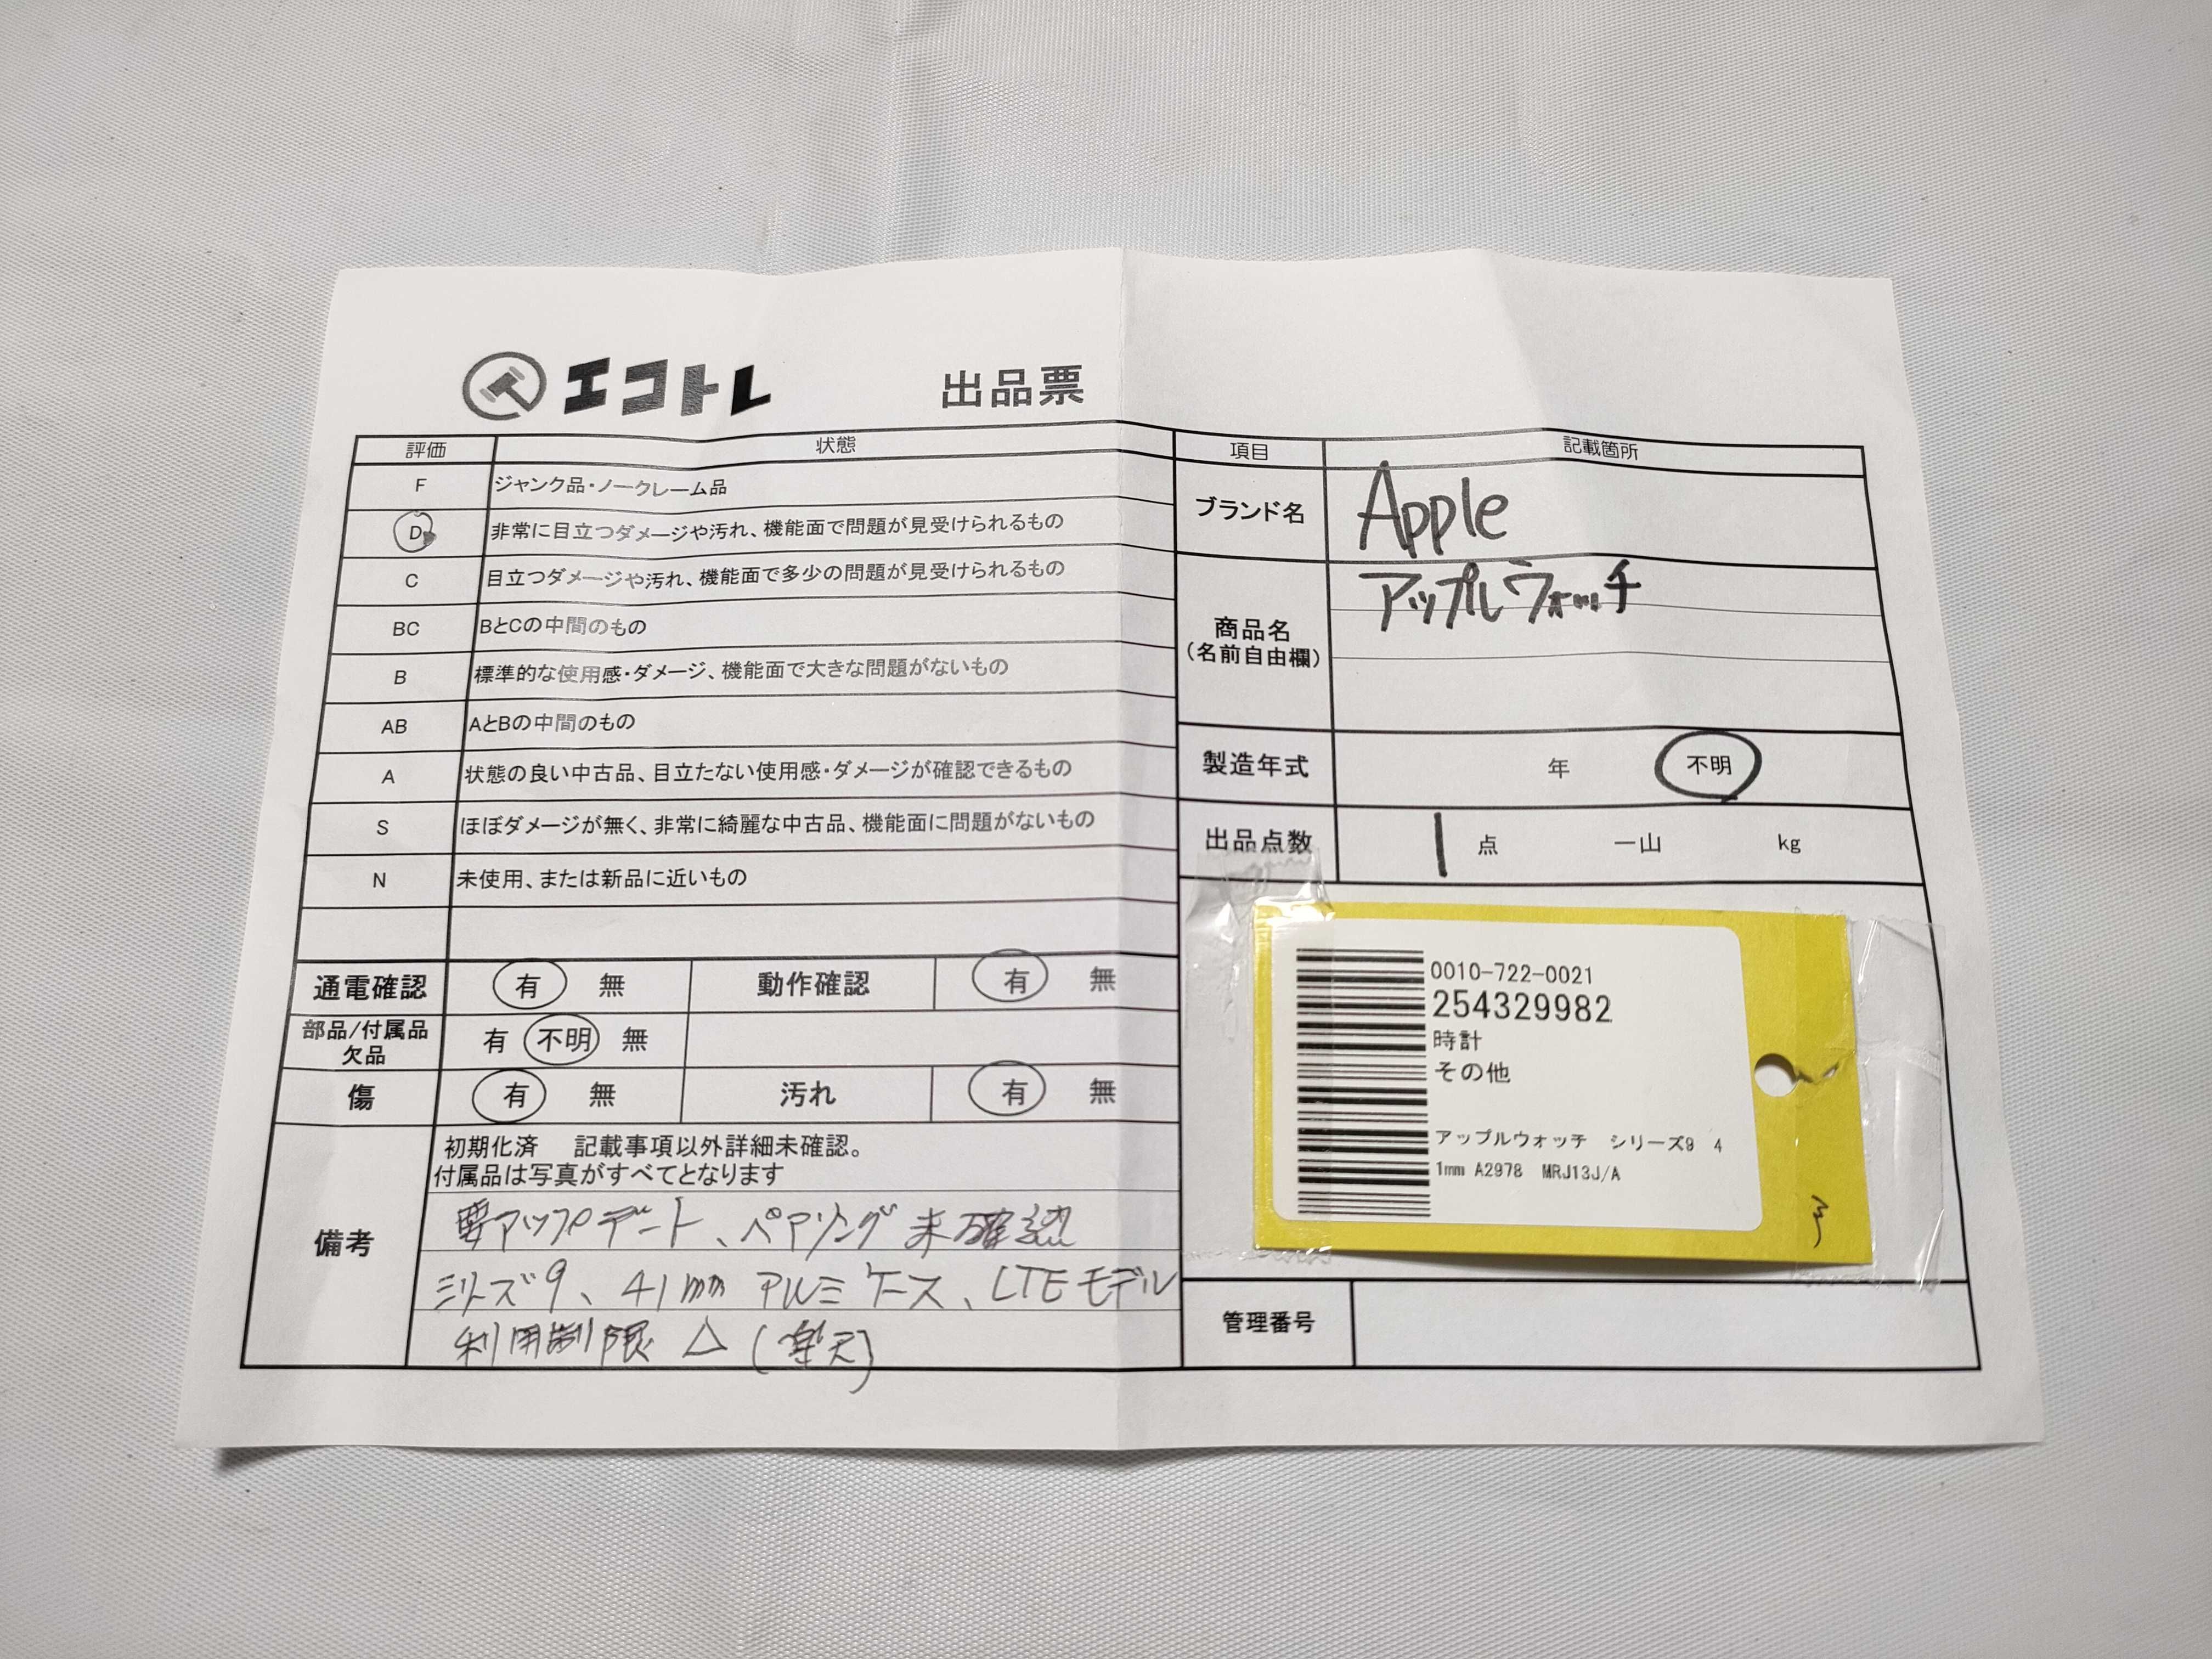 エコトレ 出品票
評価 状態
F ジャンク品・ノークレーム品
D 非常に目立つダメージや汚れ、機能面で問題が見受けられるもの
C 目立つダメージや汚れ、機能面で多少の問題が見受けられるもの
BC BとCの中間のもの
B 標準的な使用感・ダメージ、機能面で大きな問題がないもの
AB AとBの中間のもの
A 状態の良い中古品、目立たない使用感・ダメージが確認できるもの
S ほぼダメージが無く、非常に綺麗な中古品、機能面に問題がないもの
N 未使用、または新品に近いもの
通電確認 有 無 動作確認 有 無
部品/付属品
欠品 有 不明 無
傷 有 無 汚れ 有 無
備考
初期化済 記載事項以外詳細未確認。
付属品は写真がすべてとなります
要アップデート、ペアリング未確認
シリーズ9、41mm アルミケース、LTEモデル
利用制限 △ (楽天)
項目 記載箇所
ブランド名 Apple
商品名
(名前自由欄) アップルウォッチ
製造年式 年 不明
出品点数 1 点 一山 kg
0010-722-0021
254329982
時計
その他
アップルウォッチ シリーズ9 4
1mm A2978 MRJ13J/A
管理番号